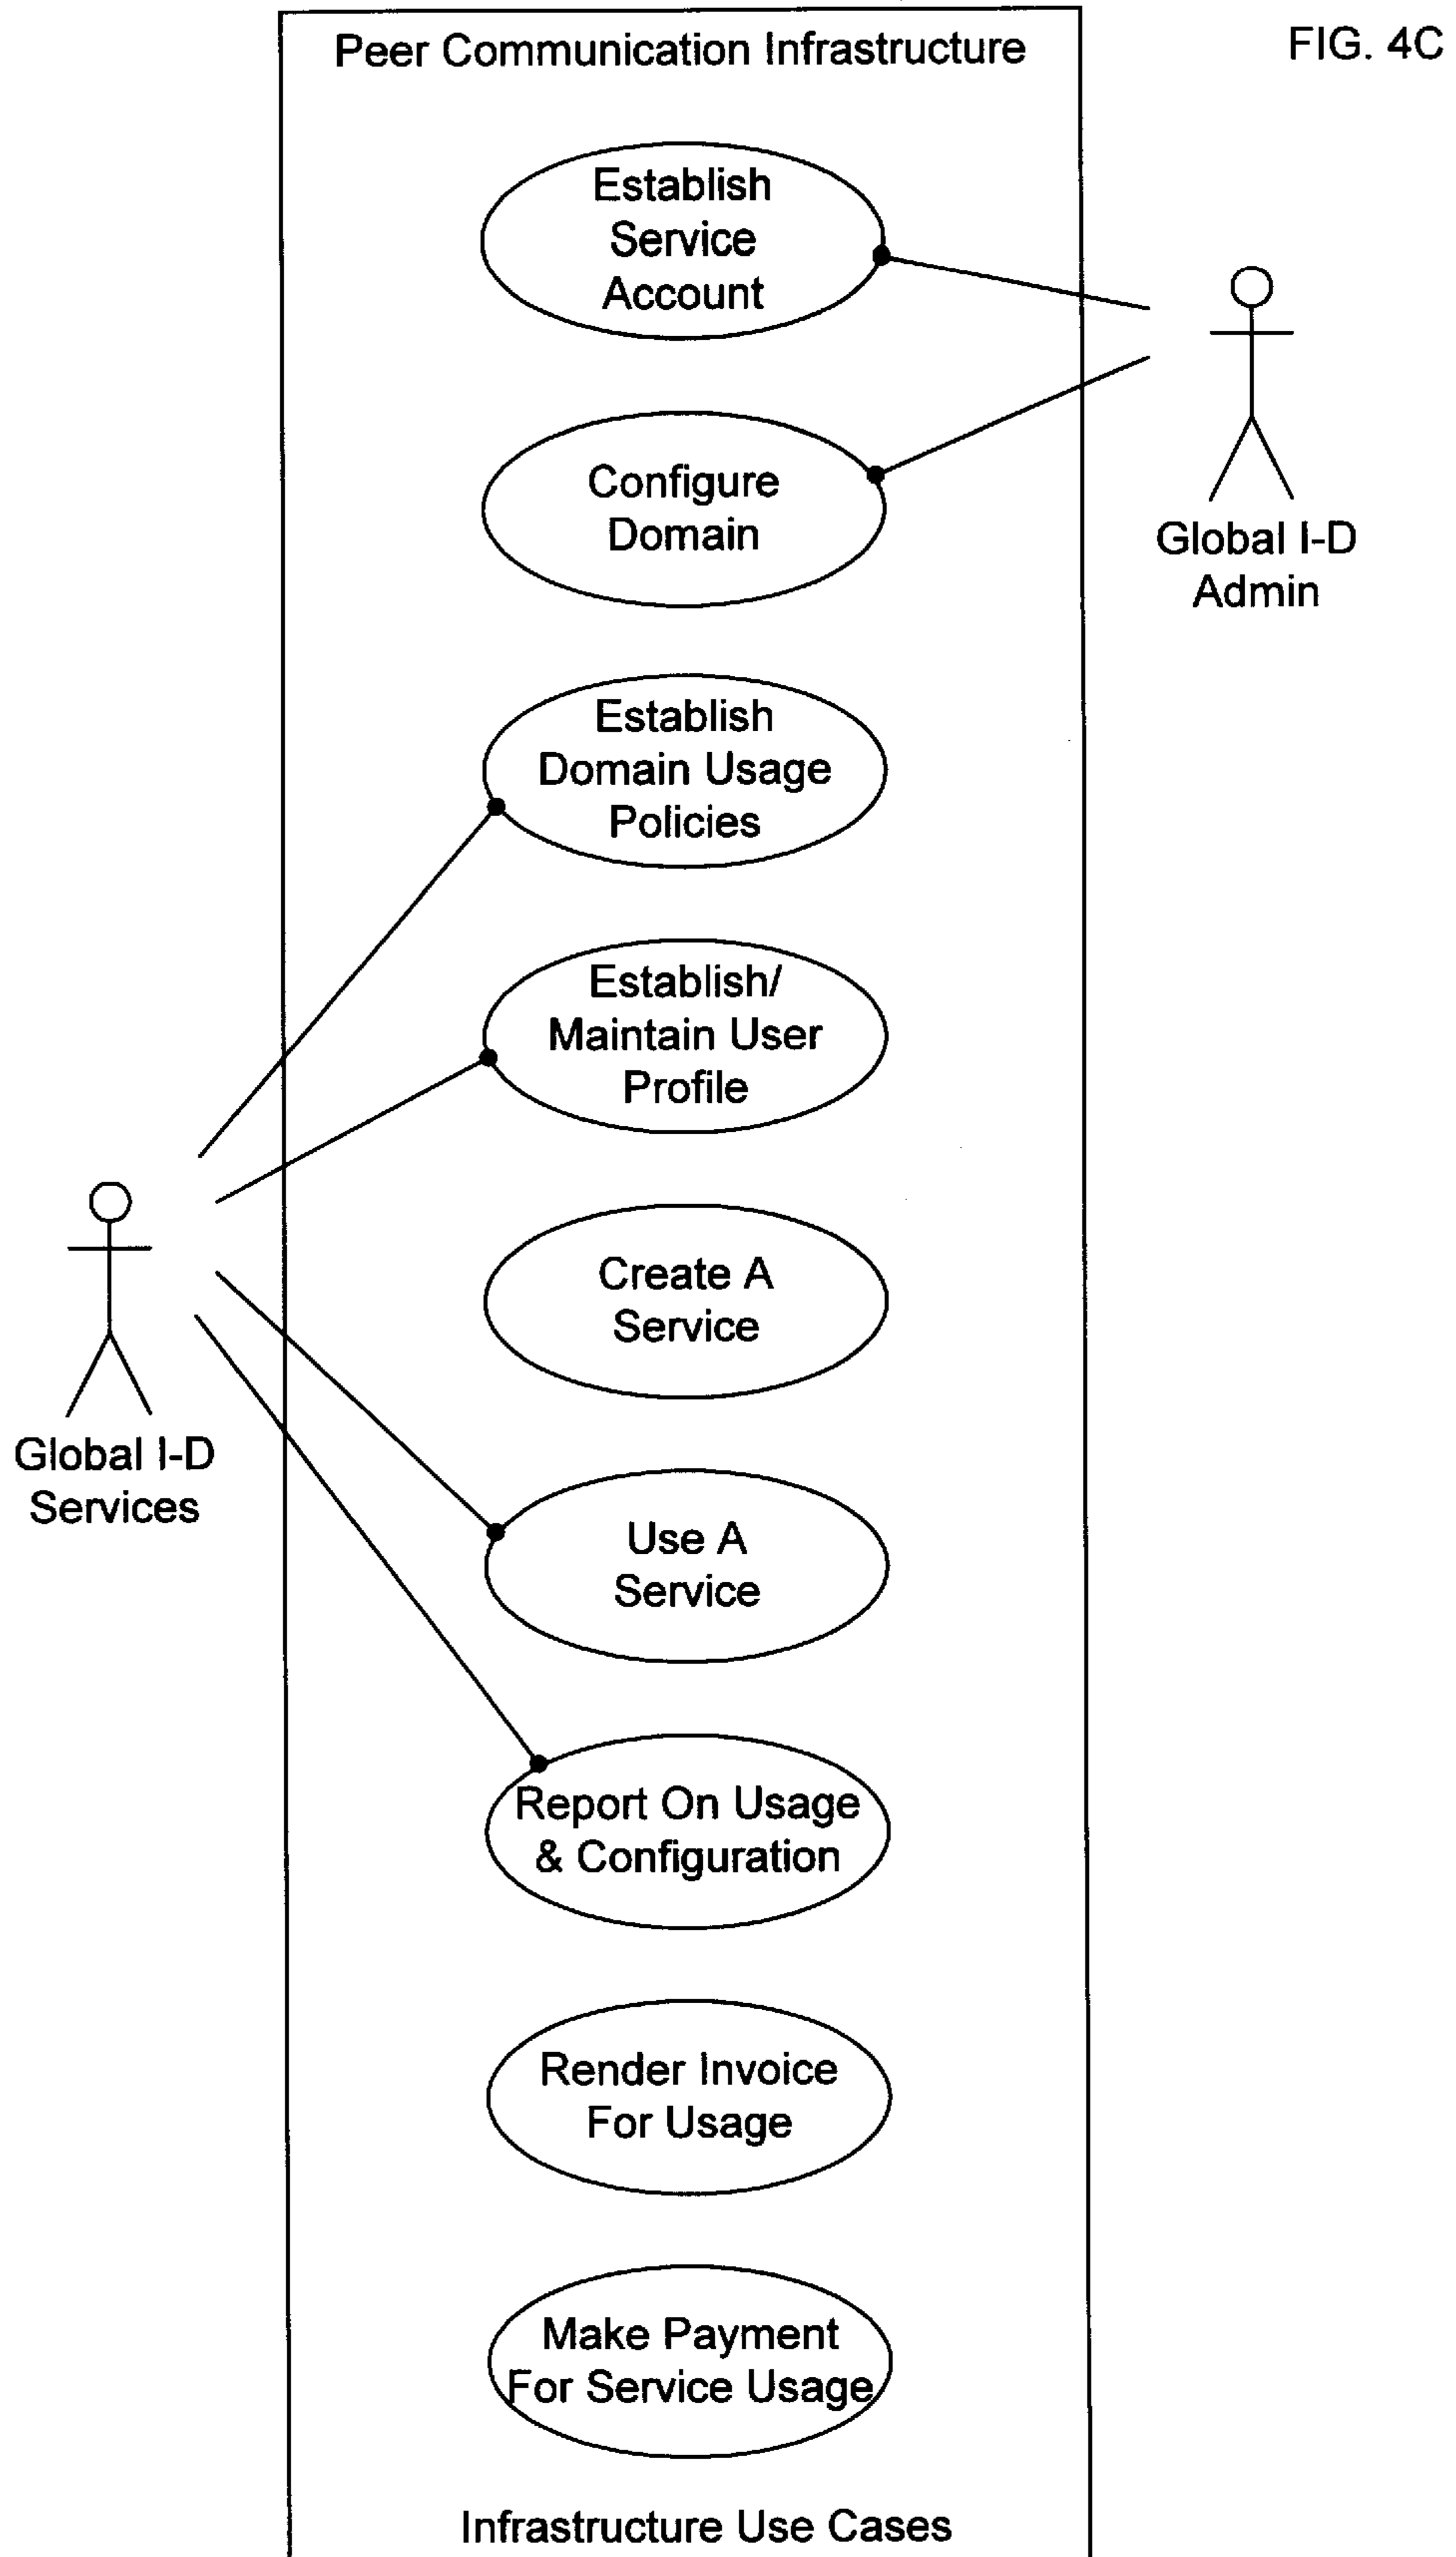 Peer Communication Infrastructure
FIG. 4C
Establish
Service
Account
Configure
Domain
Global I-D
Admin
Establish
Domain Usage
Policies
Establish/
Maintain User
Profile
Create A
Service
Global I-D
Services
Use A
Service
Report On Usage
& Configuration
Render Invoice
For Usage
Make Payment
For Service Usage
Infrastructure Use Cases